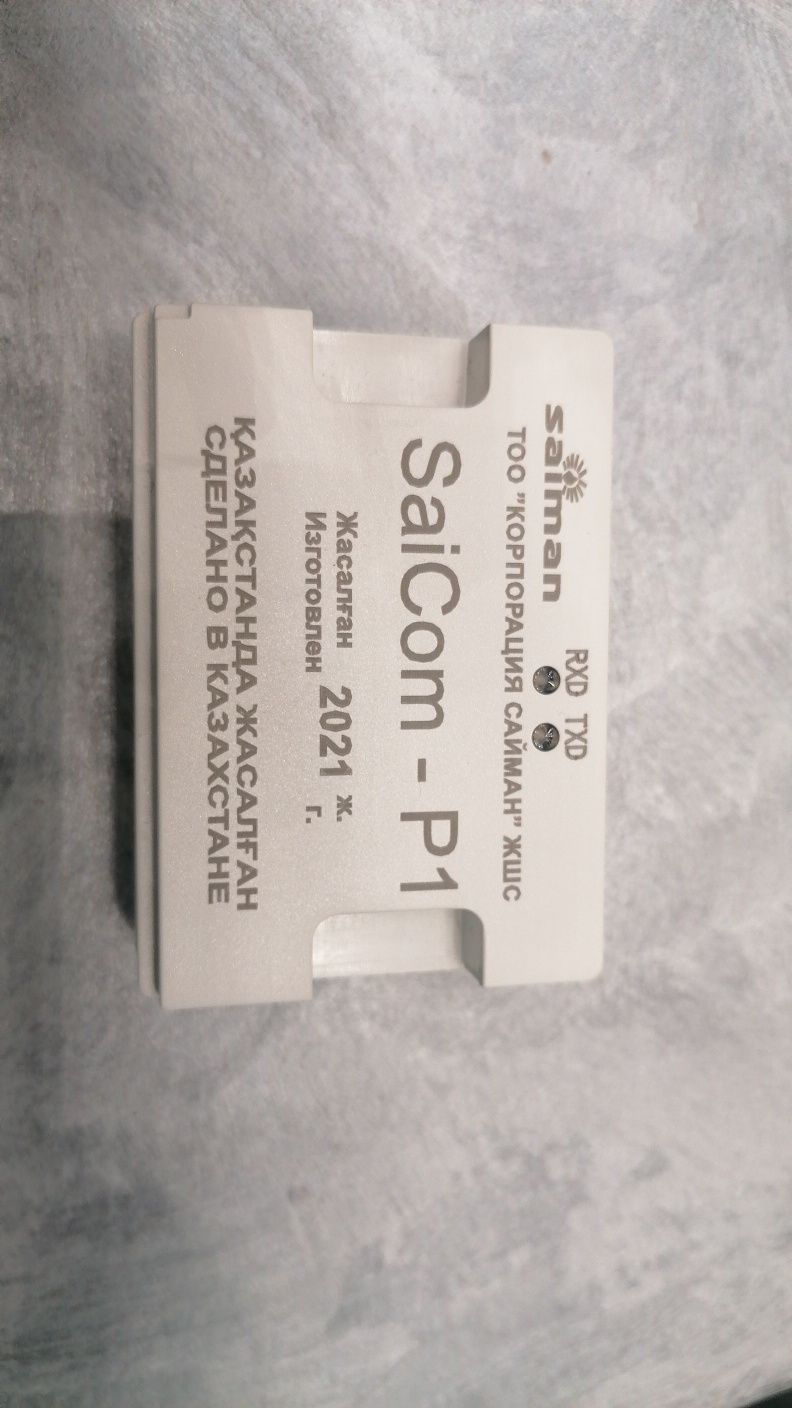 saiman
RXD TXD
ТОО "КОРПОРАЦИЯ САЙМАН" ЖШС
SaiCom - P1
Жасалған 2021 ж.
Изготовлен г.
ҚАЗАҚСТАНДА ЖАСАЛҒАН
СДЕЛАНО В КАЗАХСТАНЕ